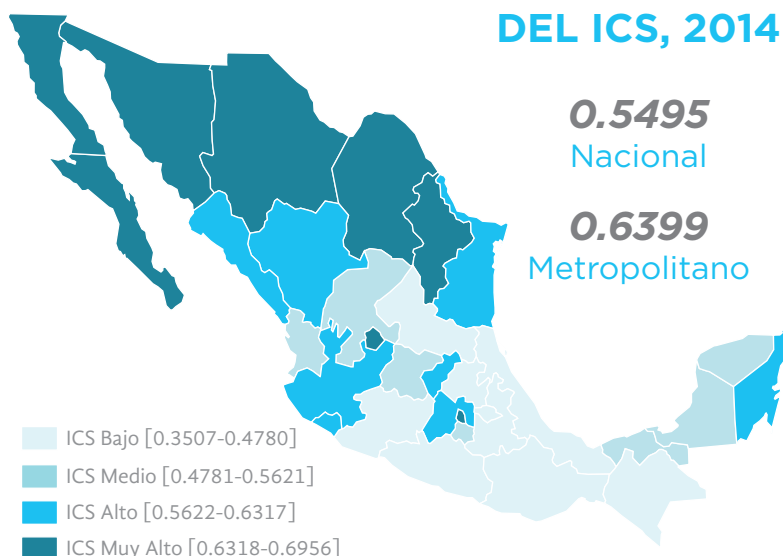 DEL ICS, 2014
0.5495
Nacional
0.6399
Metropolitano
ICS Bajo [0.3507-0.4780]
ICS Medio [0.4781-0.5621]
ICS Alto [0.5622-0.6317]
ICS Muy Alto [0.6318-0.6956]